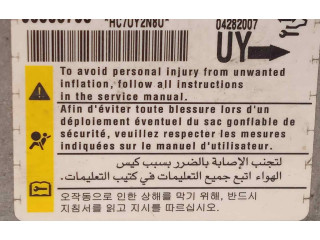 *HC7UY2N8U*
04282007
UY
To avoid personal injury from unwanted
inflation, follow all instructions
in the service manual.
Afin d'éviter toute blessure lors d'un
déploiement éventuel du sac gonflable de
sécurité, veuillez respecter les mesures
indiquées sur le manuel d'utilisateur.
لتجنب الإصابة بالضرر بسبب كيس
الهواء اتبع جميع التعليمات في كتيب التعليمات.
오작동으로 인한 상해를 막기 위해, 반드시
지침서를 읽고 지시를 따르십시오.